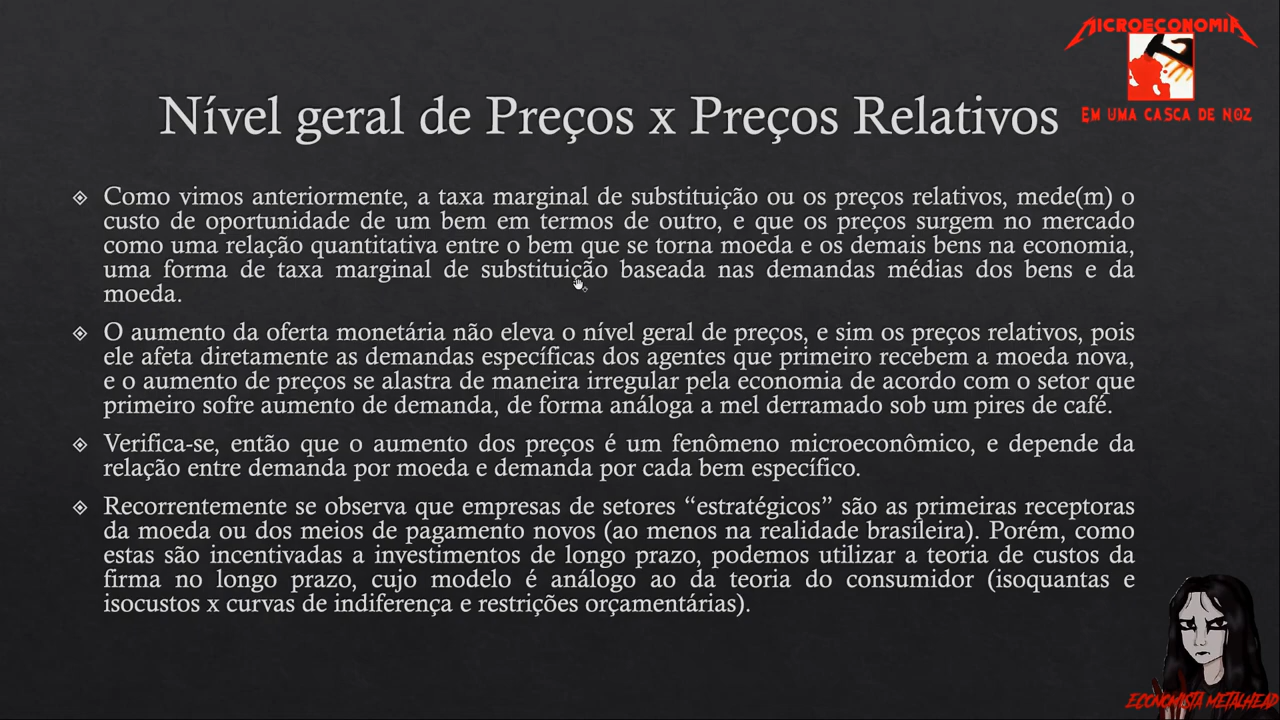 MICROECONOMIA
EM UMA CASCA DE NOZ
Nível geral de Preços x Preços Relativos
Como vimos anteriormente, a taxa marginal de substituição ou os preços relativos, mede(m) o
custo de oportunidade de um bem em termos de outro, e que os preços surgem no mercado
como uma relação quantitativa entre o bem que se torna moeda e os demais bens na economia,
uma forma de taxa marginal de substituição baseada nas demandas médias dos bens e da
moeda.
O aumento da oferta monetária não eleva o nível geral de preços, e sim os preços relativos, pois
ele afeta diretamente as demandas específicas dos agentes que primeiro recebem a moeda nova,
e o aumento de preços se alastra de maneira irregular pela economia de acordo com o setor que
primeiro sofre aumento de demanda, de forma análoga a mel derramado sob um pires de café.
Verifica-se, então que o aumento dos preços é um fenômeno microeconômico, e depende da
relação entre demanda por moeda e demanda por cada bem específico.
Recorrentemente se observa que empresas de setores “estratégicos” são as primeiras receptoras
da moeda ou dos meios de pagamento novos (ao menos na realidade brasileira). Porém, como
estas são incentivadas a investimentos de longo prazo, podemos utilizar a teoria de custos da
firma no longo prazo, cujo modelo é análogo ao da teoria do consumidor (isoquantas e
isocustos x curvas de indiferença e restrições orçamentárias).
ECONOMISTA METALHEAD